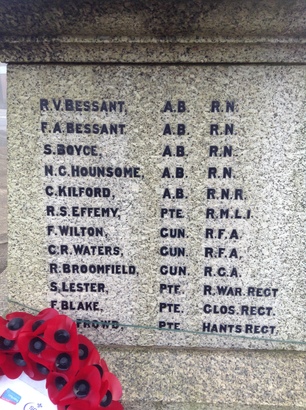 R.V. BESSANT, A.B. R.N.
F.A. BESSANT A.B. R.N.
S. BOYCE, A.B. R.N.
N.C. HOUNSOME, A.B. R.N.
C. KILFORD, A.B. R.N.R.
R.S. EFFEMY, PTE. R.M.L.I.
F. WILTON, GUN. R.F.A.
C.R. WATERS, GUN. R.F.A.
R. BROOMFIELD, GUN. R.G.A.
S. LESTER, PTE. R. WAR. REGT
F. BLAKE, PTE. GLOS. REGT.
FROWD, PTE. HANTS REGT.